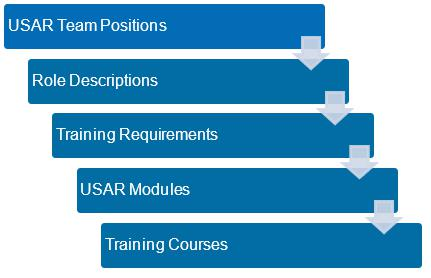 USAR Team Positions
Role Descriptions
Training Requirements
USAR Modules
Training Courses